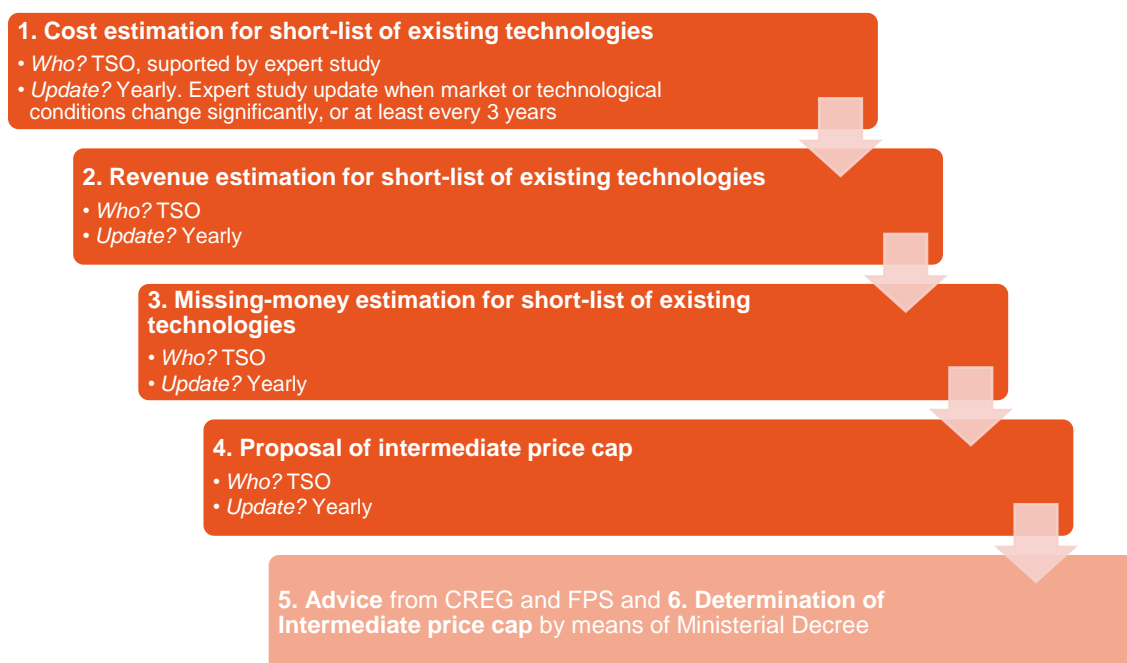 1. Cost estimation for short-list of existing technologies
• Who? TSO, suported by expert study
• Update? Yearly. Expert study update when market or technological
conditions change significantly, or at least every 3 years
2. Revenue estimation for short-list of existing technologies
• Who? TSO
• Update? Yearly
3. Missing-money estimation for short-list of existing
technologies
• Who? TSO
• Update? Yearly
4. Proposal of intermediate price cap
• Who? TSO
• Update? Yearly
5. Advice from CREG and FPS and 6. Determination of
Intermediate price cap by means of Ministerial Decree